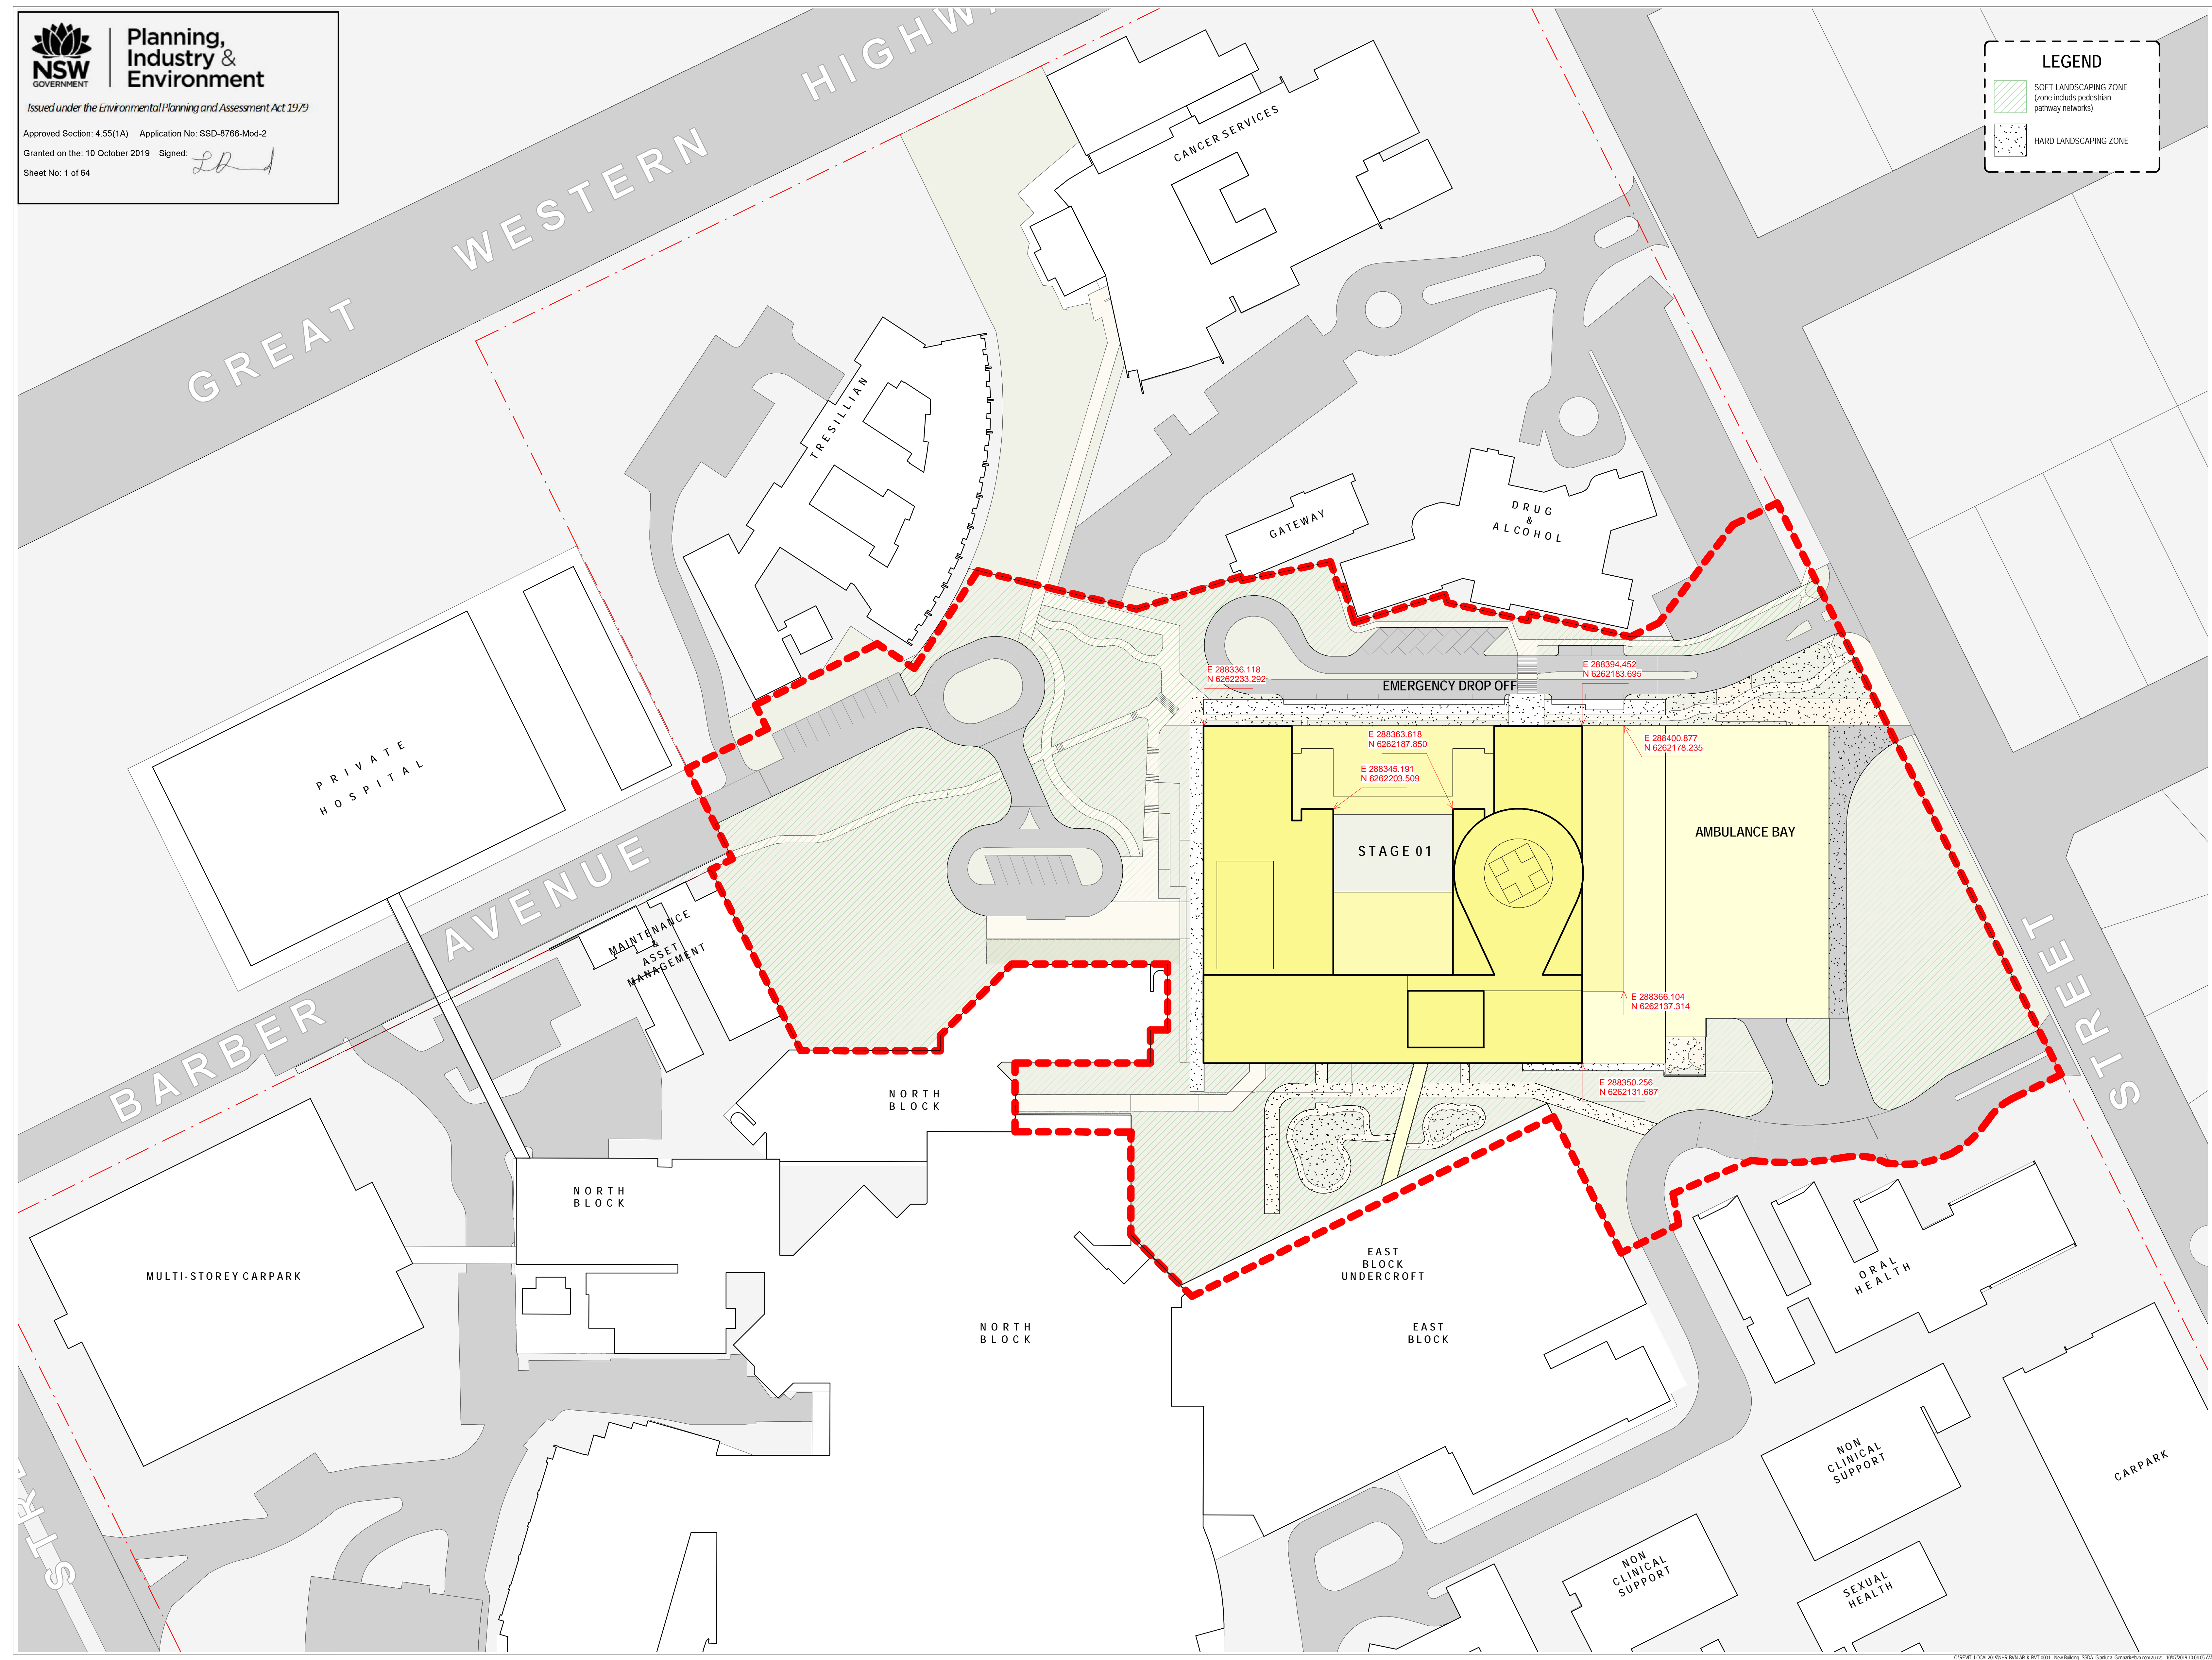 NSW
GOVERNMENT
Planning,
Industry &
Environment
Issued under the Environmental Planning and Assessment Act 1979
Approved Section: 4.55(1A) Application No: SSD-8766-Mod-2
Granted on the: 10 October 2019 Signed:
Sheet No: 1 of 64
LEGEND
SOFT LANDSCAPING ZONE
(zone includs pedestrian
pathway networks)
HARD LANDSCAPING ZONE
GREAT WESTERN HIGHWA
CANCER SERVICES
TRESILLIAN
GATEWAY
DRUG
&
ALCOHOL
PRIVATE
HOSPITAL
E 288336.118
N 6262233.292
E 288394.452
N 6262183.695
EMERGENCY DROP OFF
E 288363.618
N 6262187.850
E 288400.877
N 6262178.235
E 288345.191
N 6262203.509
STAGE 01
AMBULANCE BAY
BARBER AVENUE
MAINTENANCE
&
ASSET
MANAGEMENT
E 288366.104
N 6262137.314
E 288350.256
N 6262131.687
STREET
NORTH
BLOCK
NORTH
BLOCK
MULTI-STOREY CARPARK
EAST
BLOCK
UNDERCROFT
NORTH
BLOCK
EAST
BLOCK
ORAL
HEALTH
NON
CLINICAL
SUPPORT
CARPARK
NON
CLINICAL
SUPPORT
SEXUAL
HEALTH
STR